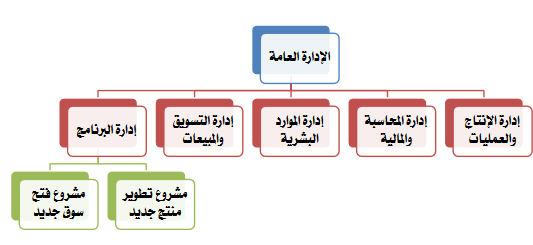 الإدارة العامة
إدارة الإنتاج
والعمليات
إدارة المحاسبة
والمالية
إدارة الموارد
البشرية
إدارة التسويق
والمبيعات
إدارة البرنامج
مشروع تطوير
منتج جديد
مشروع فتح
سوق جديد